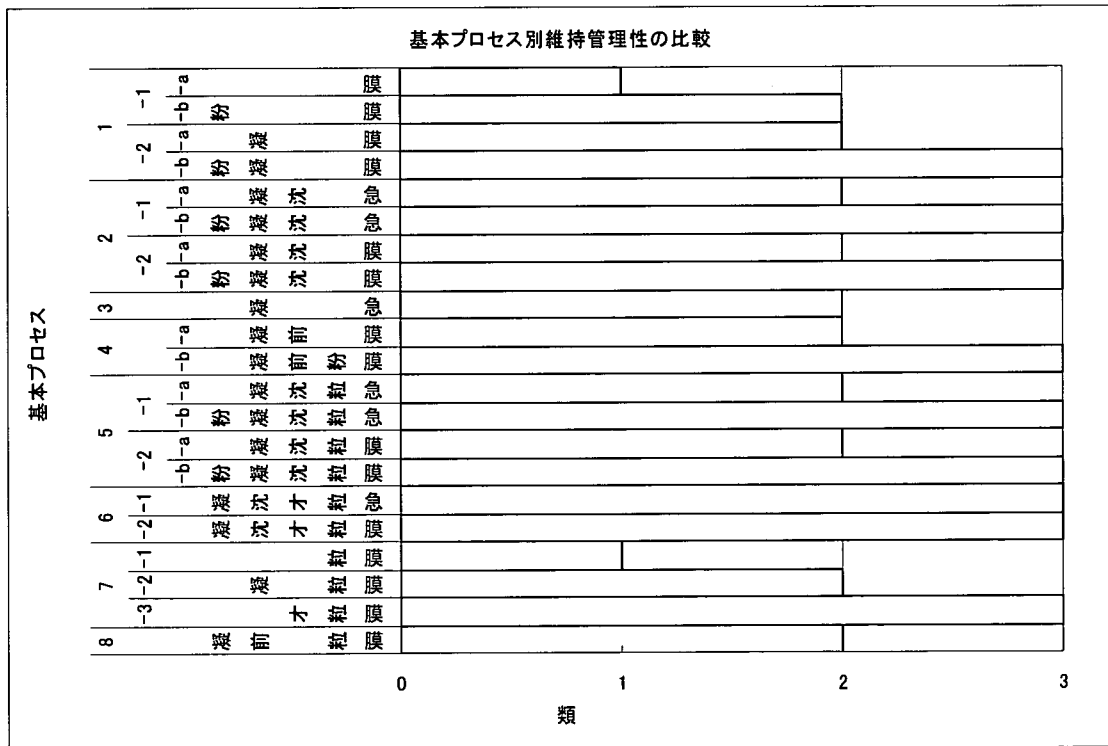 基本プロセス別維持管理性の比較
基本プロセス
1 -1 -a 膜
-b 粉 膜
-2 -a 凝 膜
-b 粉 凝 膜
2 -1 -a 凝 沈 急
-b 粉 凝 沈 急
-2 -a 凝 沈 膜
-b 粉 凝 沈 膜
3 凝 急
4 -a 凝 前 膜
-b 凝 前 粉 膜
5 -1 -a 凝 沈 粒 急
-b 粉 凝 沈 粒 急
-2 -a 凝 沈 粒 膜
-b 粉 凝 沈 粒 膜
6 -1 凝 沈 オ 粒 急
-2 凝 沈 オ 粒 膜
7 -1 粒 膜
-2 凝 粒 膜
-3 オ 粒 膜
8 凝 前 粒 膜
0 1 2 3
類